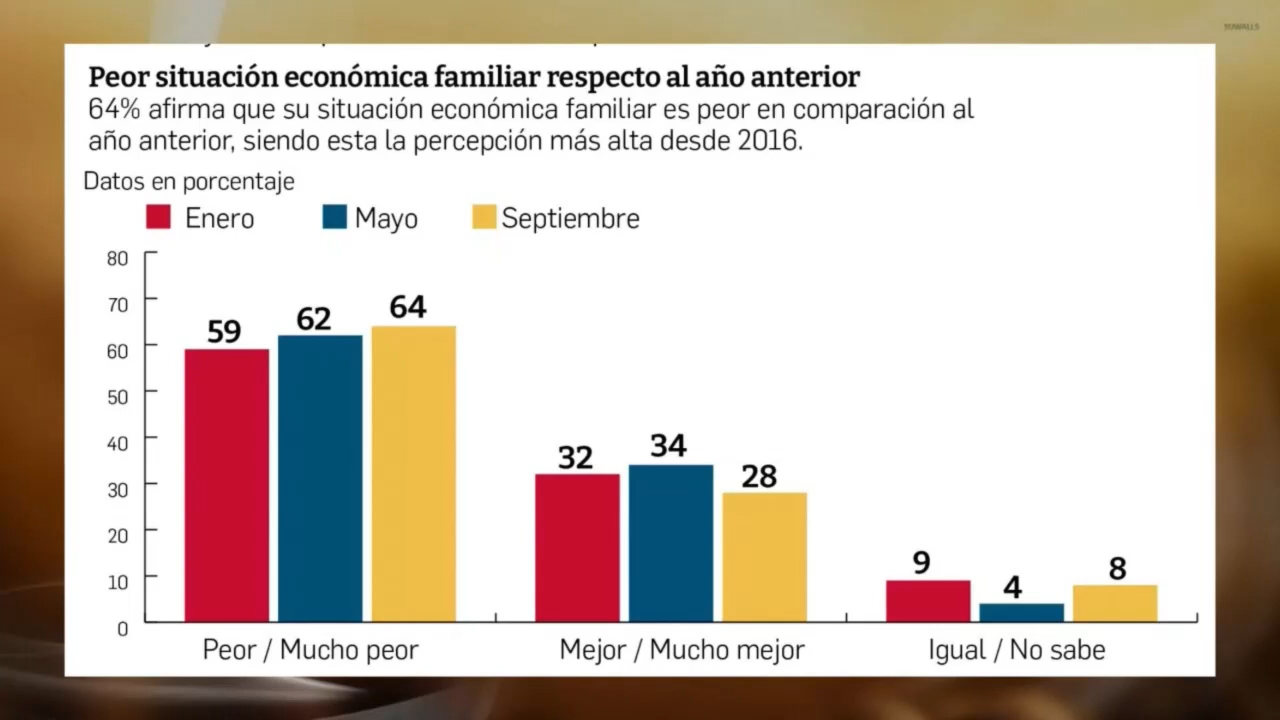 Peor situación económica familiar respecto al año anterior
64% afirma que su situación económica familiar es peor en comparación al
año anterior, siendo esta la percepción más alta desde 2016.
Datos en porcentaje
Enero Mayo Septiembre
80
70
60
50
40
30
20
10
0
59 62 64
32 34 28
9 4 8
Peor / Mucho peor Mejor / Mucho mejor Igual / No sabe